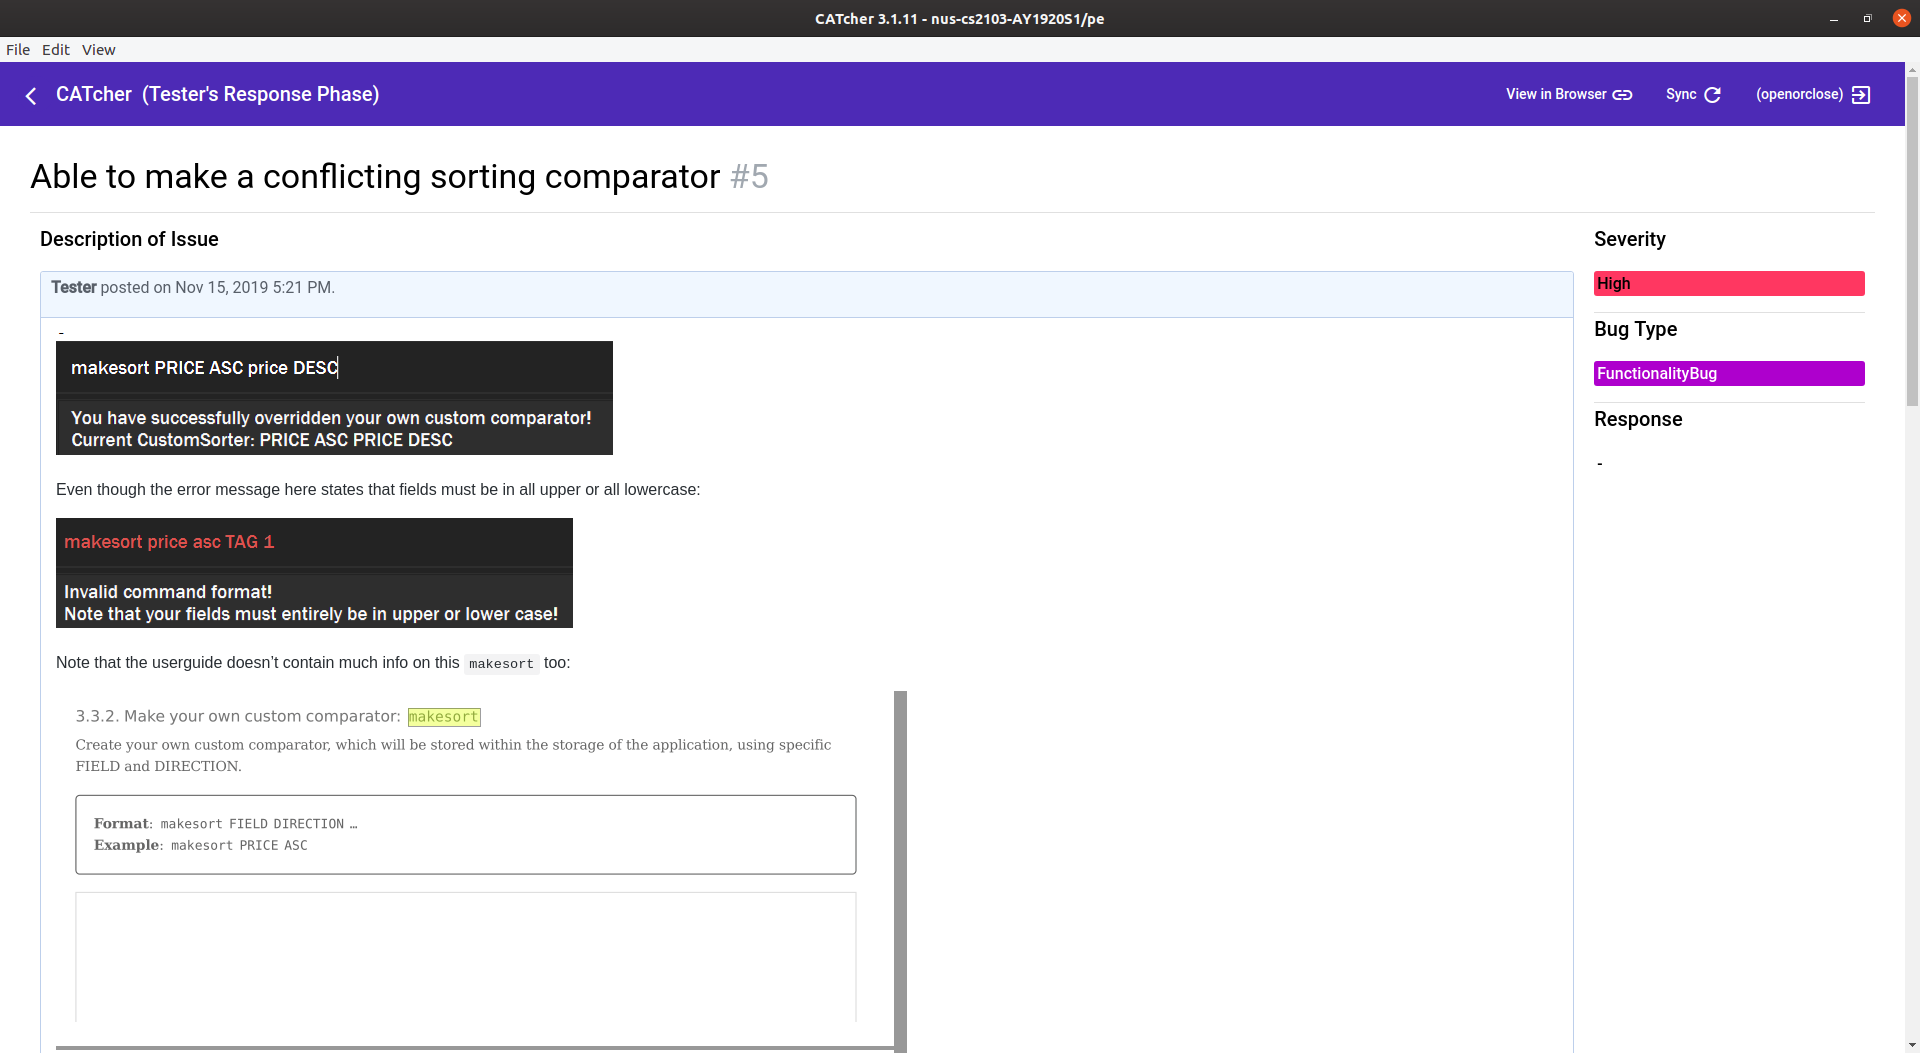 CATcher 3.1.11 - nus-cs2103-AY1920S1/pe
File Edit View
CATcher (Tester's Response Phase)
View in Browser
Sync
(openorclose)
Able to make a conflicting sorting comparator #5
Description of Issue
Tester posted on Nov 15, 2019 5:21 PM.
-
makesort PRICE ASC price DESC
You have successfully overridden your own custom comparator!
Current CustomSorter: PRICE ASC PRICE DESC
Even though the error message here states that fields must be in all upper or all lowercase:
makesort price asc TAG 1
Invalid command format!
Note that your fields must entirely be in upper or lower case!
Note that the userguide doesn’t contain much info on this makesort too:
3.3.2. Make your own custom comparator: makesort
Create your own custom comparator, which will be stored within the storage of the application, using specific
FIELD and DIRECTION.
Format: makesort FIELD DIRECTION …
Example: makesort PRICE ASC
Severity
High
Bug Type
FunctionalityBug
Response
-